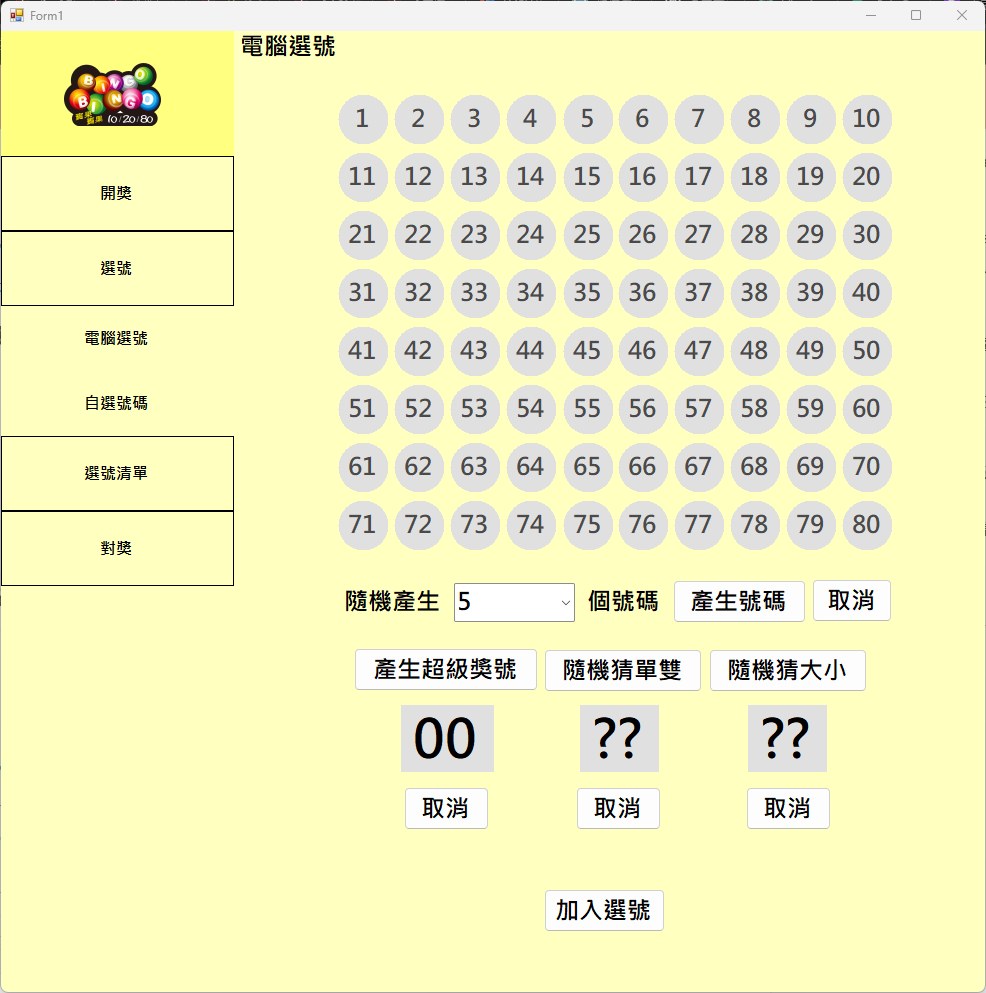 Form1
BINGO
BINGO
賓果
賓果 10/20/80
開獎
選號
電腦選號
自選號碼
選號清單
對獎
電腦選號
1 2 3 4 5 6 7 8 9 10
11 12 13 14 15 16 17 18 19 20
21 22 23 24 25 26 27 28 29 30
31 32 33 34 35 36 37 38 39 40
41 42 43 44 45 46 47 48 49 50
51 52 53 54 55 56 57 58 59 60
61 62 63 64 65 66 67 68 69 70
71 72 73 74 75 76 77 78 79 80
隨機產生 5 個號碼 產生號碼 取消
產生超級獎號 隨機猜單雙 隨機猜大小
00 ?? ??
取消 取消 取消
加入選號